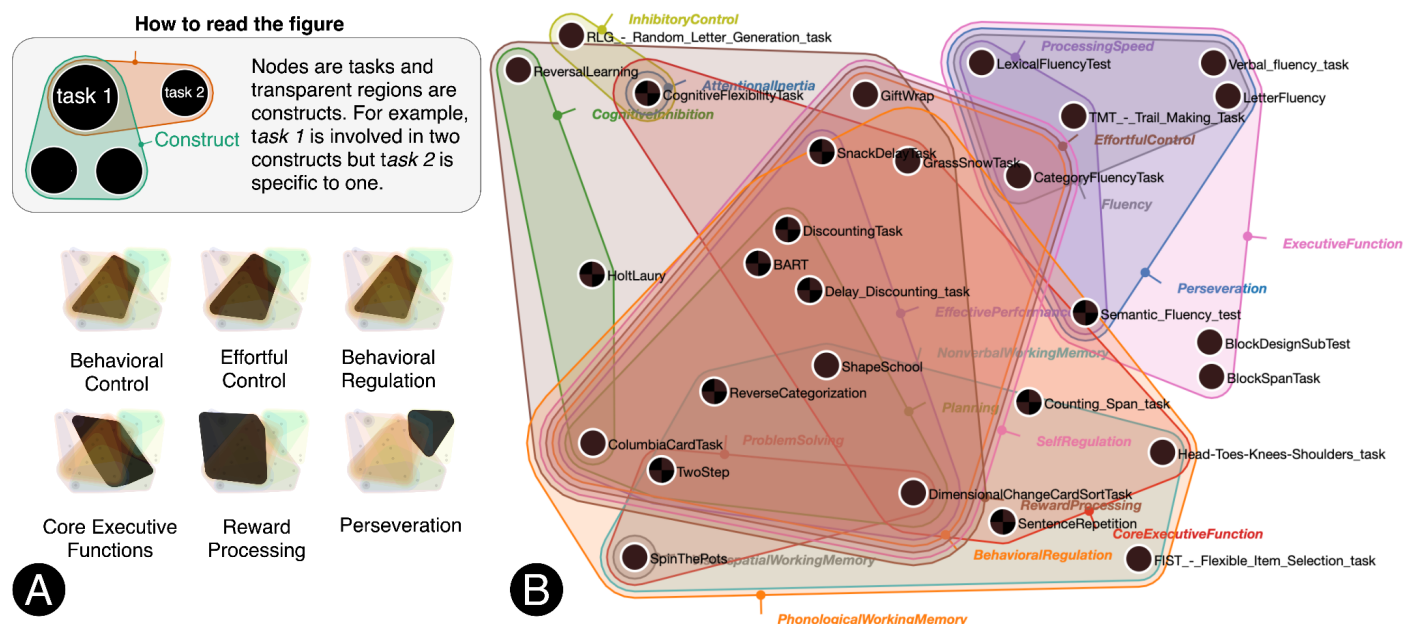 How to read the figure
task 1
task 2
Construct
Nodes are tasks and
transparent regions are
constructs. For example,
task 1 is involved in two
constructs but task 2 is
specific to one.
Behavioral
Control
Effortful
Control
Behavioral
Regulation
Core Executive
Functions
Reward
Processing
Perseveration
A
InhibitoryControl
RLG_-_Random_Letter_Generation_task
ReversalLearning
AttentionalInertia
CognitiveFlexibilityTask
CognitiveInhibition
GiftWrap
ProcessingSpeed
LexicalFluencyTest
Verbal_fluency_task
LetterFluency
TMT_-_Trail_Making_Task
EffortfulControl
SnackDelayTask
GrassSnowTask
CategoryFluencyTask
Fluency
DiscountingTask
ExecutiveFunction
BART
HoltLaury
Delay_Discounting_task
Perseveration
EffectivePerformance
Semantic_Fluency_test
BlockDesignSubTest
NonverbalWorkingMemory
ShapeSchool
BlockSpanTask
ReverseCategorization
Counting_Span_task
Planning
ColumbiaCardTask
ProblemSolving
SelfRegulation
Head-Toes-Knees-Shoulders_task
TwoStep
DimensionalChangeCardSortTask
RewardProcessing
SentenceRepetition
CoreExecutiveFunction
SpinThePots
spatialWorkingMemory
BehavioralRegulation
FIST_-_Flexible_Item_Selection_task
B
PhonologicalWorkingMemory